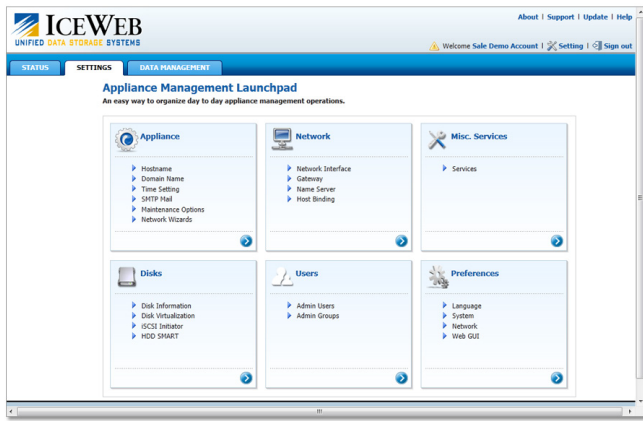 ICEWEB
UNIFIED DATA STORAGE SYSTEMS
About | Support | Update | Help
Welcome Sale Demo Account | Setting | Sign out
STATUS SETTINGS DATA MANAGEMENT
Appliance Management Launchpad
An easy way to organize day to day appliance management operations.
Appliance
Hostname
Domain Name
Time Setting
SMTP Mail
Maintenance Options
Network Wizards
Network
Network Interface
Gateway
Name Server
Host Binding
Misc. Services
Services
Disks
Disk Information
Disk Virtualization
iSCSI Initiator
HDD SMART
Users
Admin Users
Admin Groups
Preferences
Language
System
Network
Web GUI